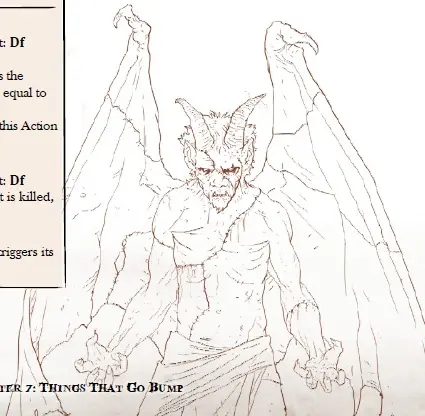 t: Df
s the
equal to
this Action
t: Df
t is killed,
triggers its
TER 7: THINGS THAT GO BUMP